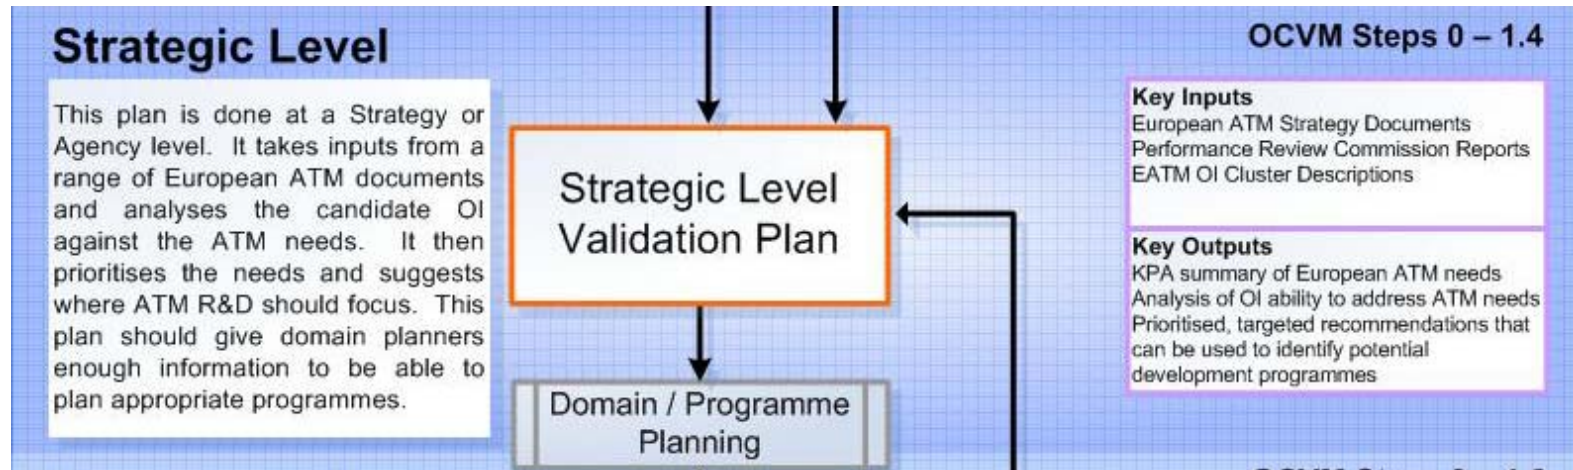 Strategic Level
This plan is done at a Strategy or
Agency level. It takes inputs from a
range of European ATM documents
and analyses the candidate OI
against the ATM needs. It then
prioritises the needs and suggests
where ATM R&D should focus. This
plan should give domain planners
enough information to be able to
plan appropriate programmes.
Strategic Level
Validation Plan
Domain / Programme
Planning
OCVM Steps 0 – 1.4
Key Inputs
European ATM Strategy Documents
Performance Review Commission Reports
EATM OI Cluster Descriptions
Key Outputs
KPA summary of European ATM needs
Analysis of OI ability to address ATM needs
Prioritised, targeted recommendations that
can be used to identify potential
development programmes